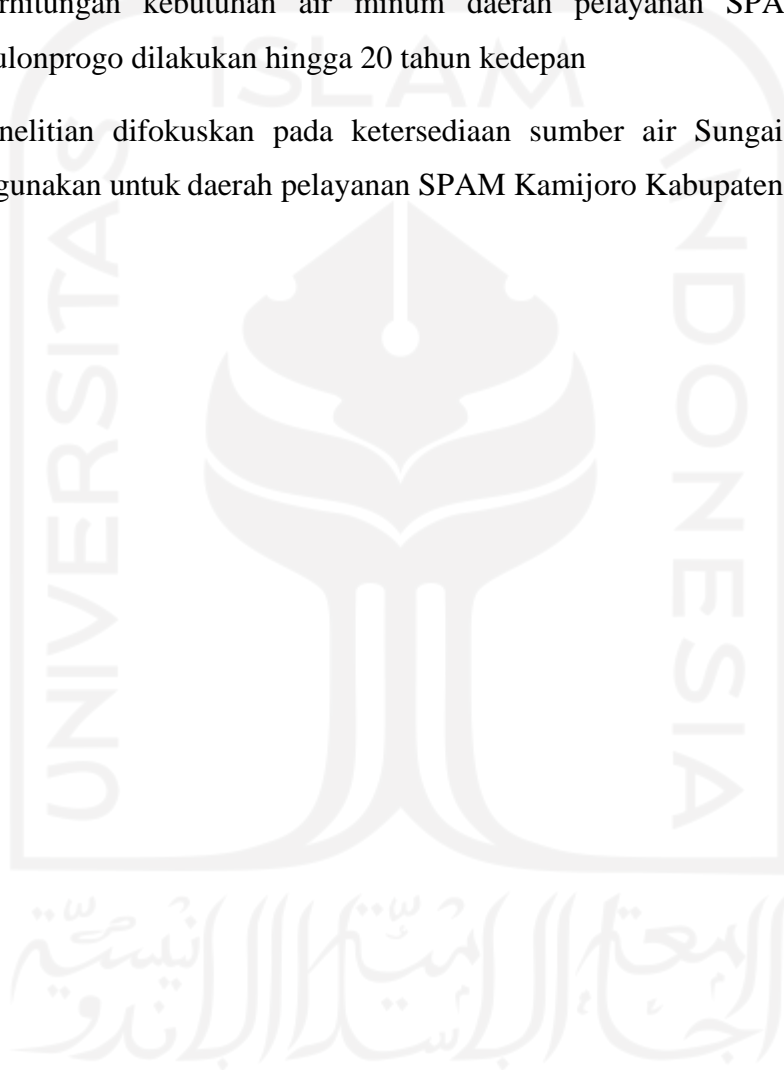 rhitungan kebutuhan air minum daerah pelayanan SPA
ulonprogo dilakukan hingga 20 tahun kedepan
nelitian difokuskan pada ketersediaan sumber air Sungai
gunakan untuk daerah pelayanan SPAM Kamijoro Kabupaten
ISLAM
UNIVERSITAS
INDONESIA